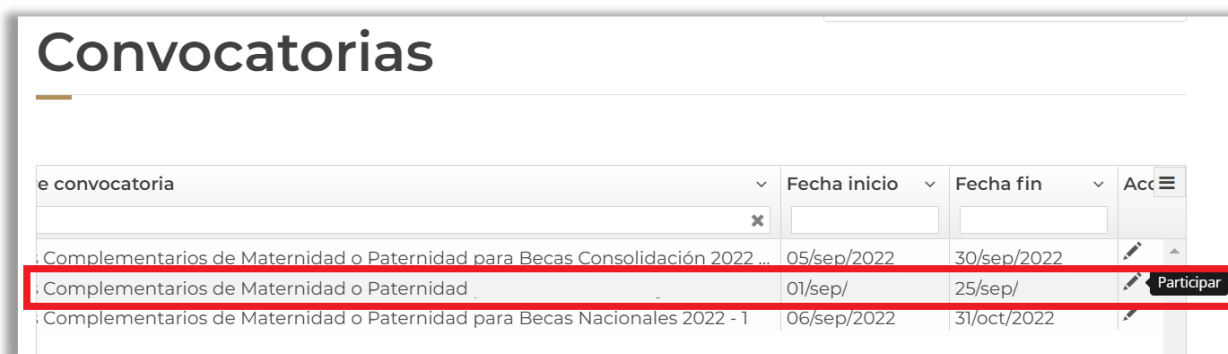 Convocatorias
e convocatoria Fecha inicio Fecha fin Acc
Complementarios de Maternidad o Paternidad para Becas Consolidación 2022 ... 05/sep/2022 30/sep/2022
Complementarios de Maternidad o Paternidad 01/sep/ 25/sep/ Participar
s Complementarios de Maternidad o Paternidad para Becas Nacionales 2022 - 1 06/sep/2022 31/oct/2022